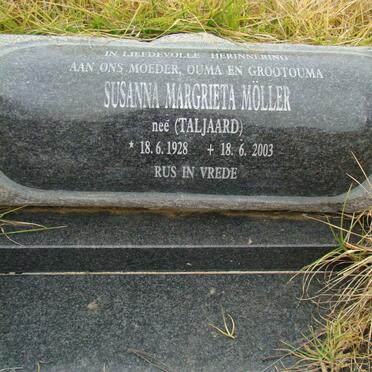 IN LIEFDEVOLLE HERINNERING
AAN ONS MOEDER, OUMA EN GROOTOUMA
SUSANNA MARGRIETA MÖLLER
neé (TALJAARD)
* 18.6.1928 + 18.6.2003
RUS IN VREDE